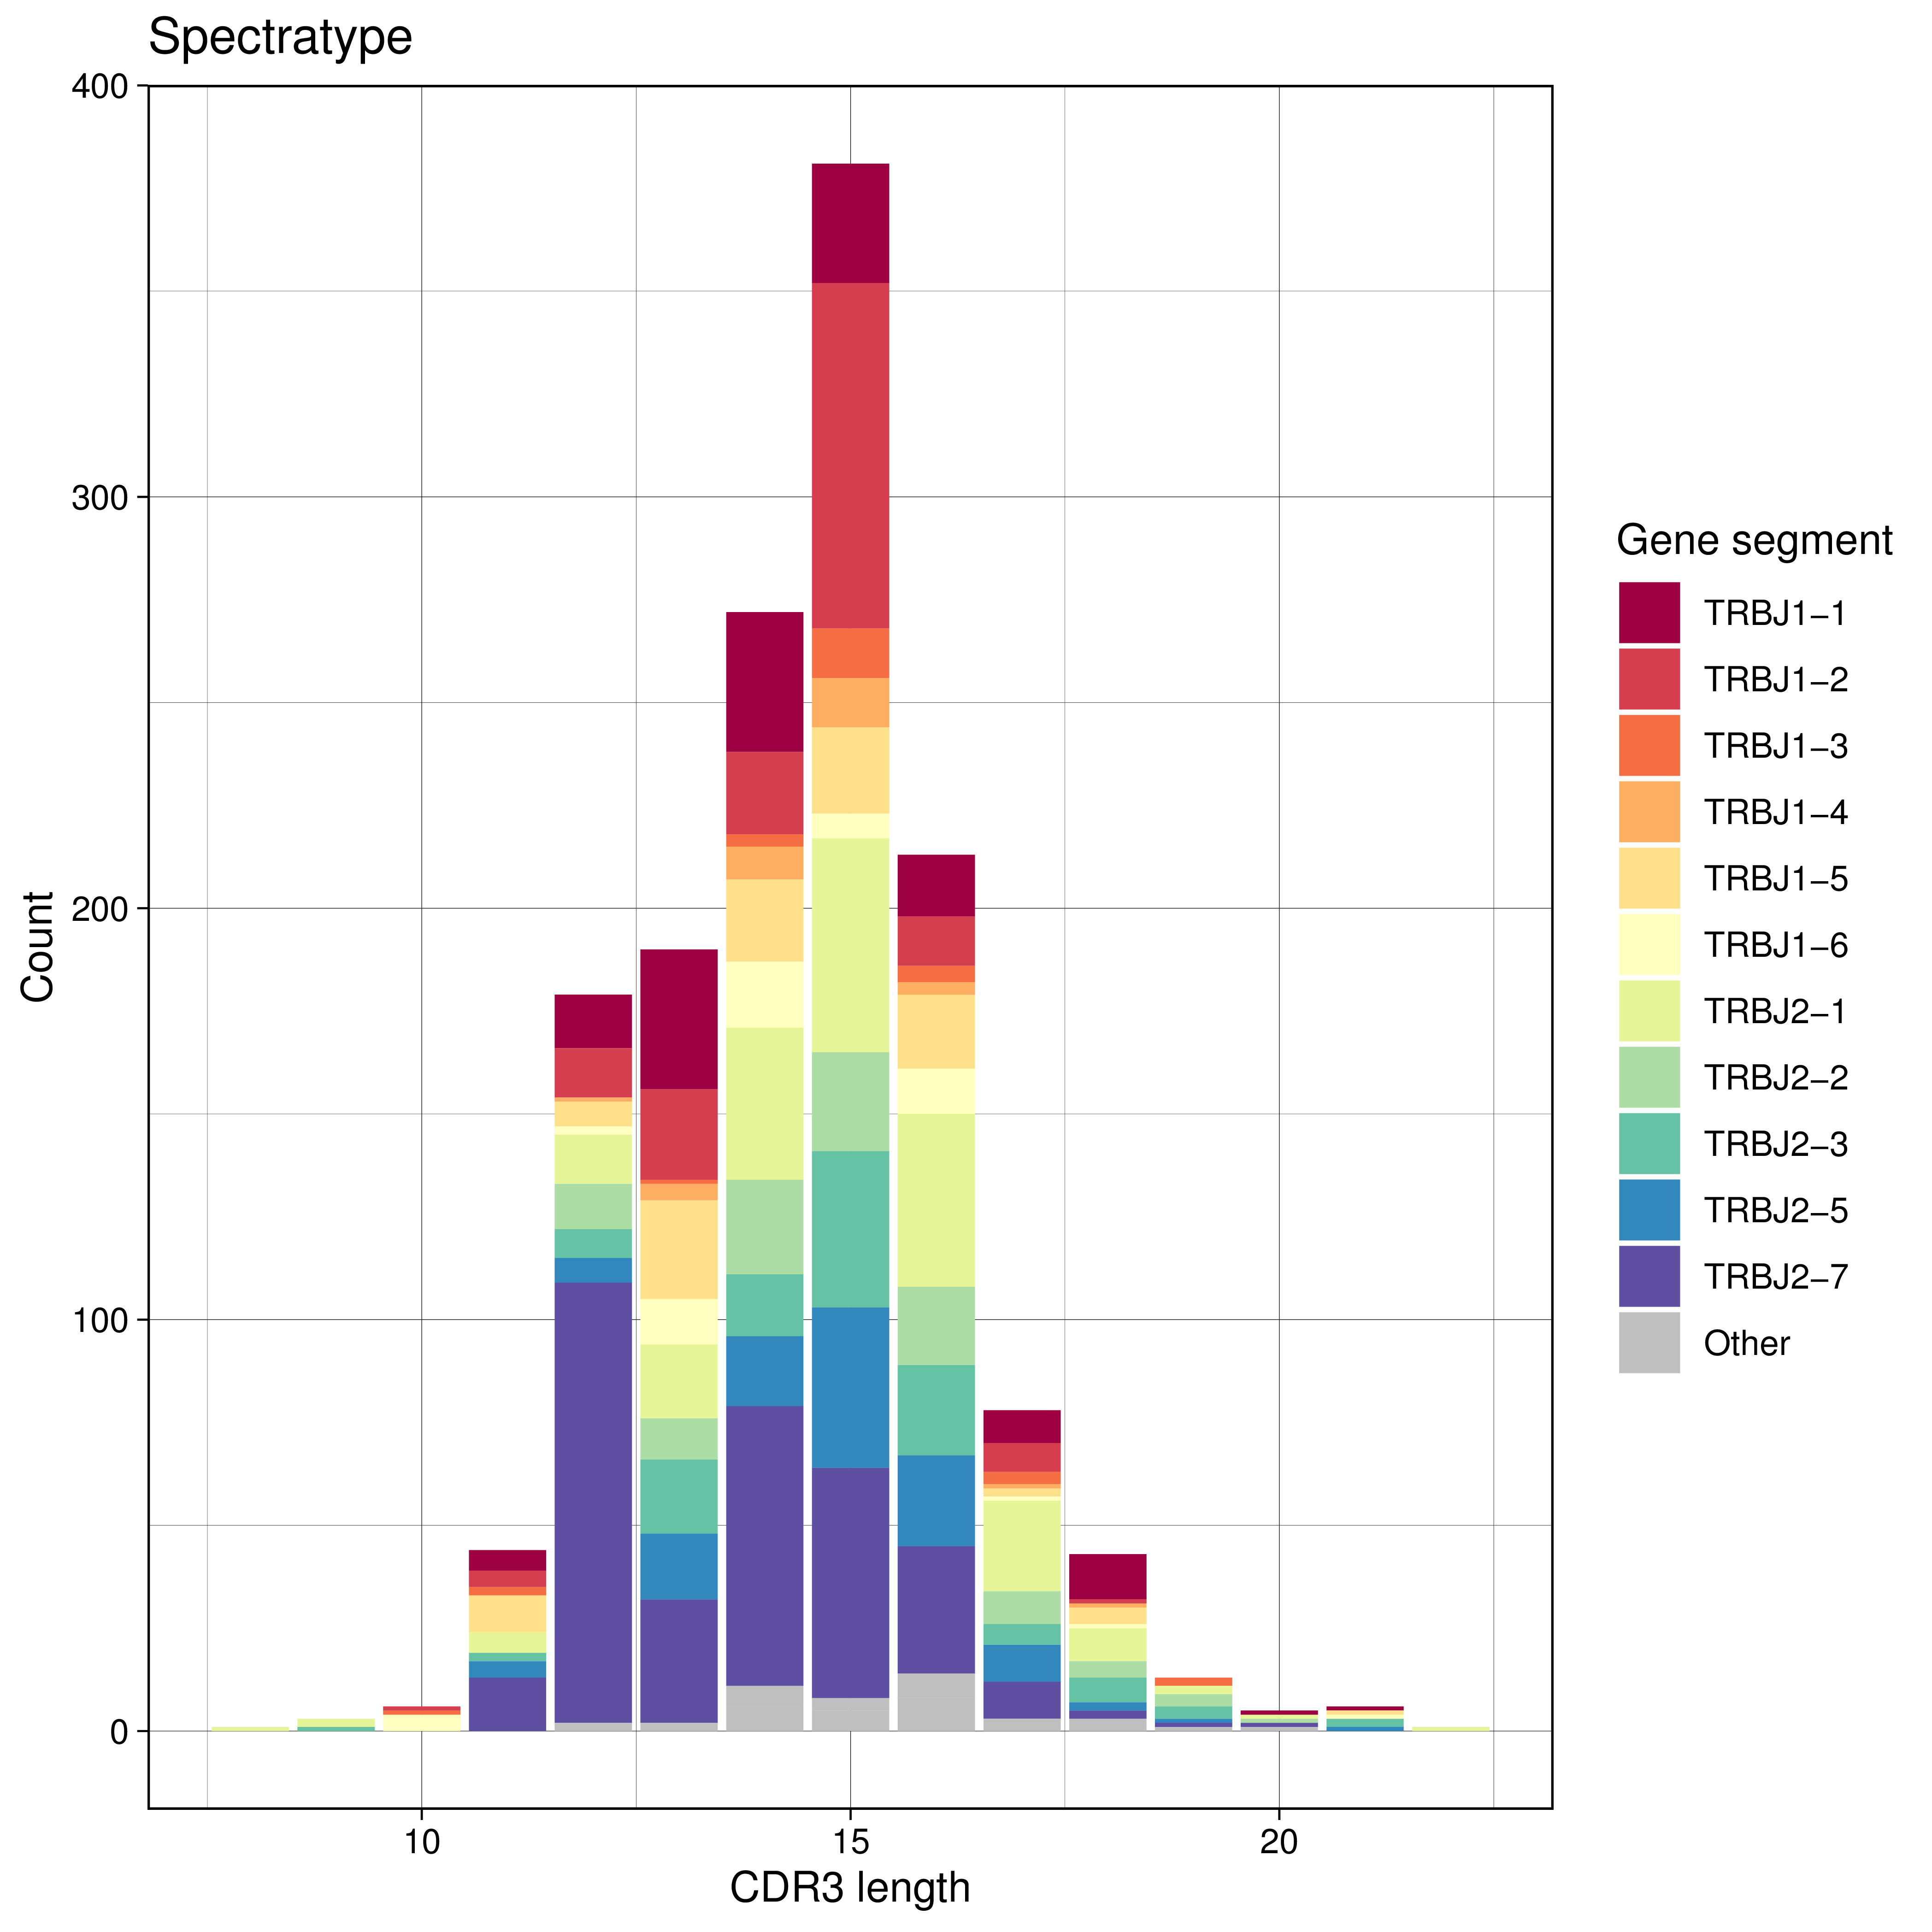 Spectratype
400
300
200
100
0
Count
10
15
20
CDR3 length
Gene segment
TRBJ1−1
TRBJ1−2
TRBJ1−3
TRBJ1−4
TRBJ1−5
TRBJ1−6
TRBJ2−1
TRBJ2−2
TRBJ2−3
TRBJ2−5
TRBJ2−7
Other